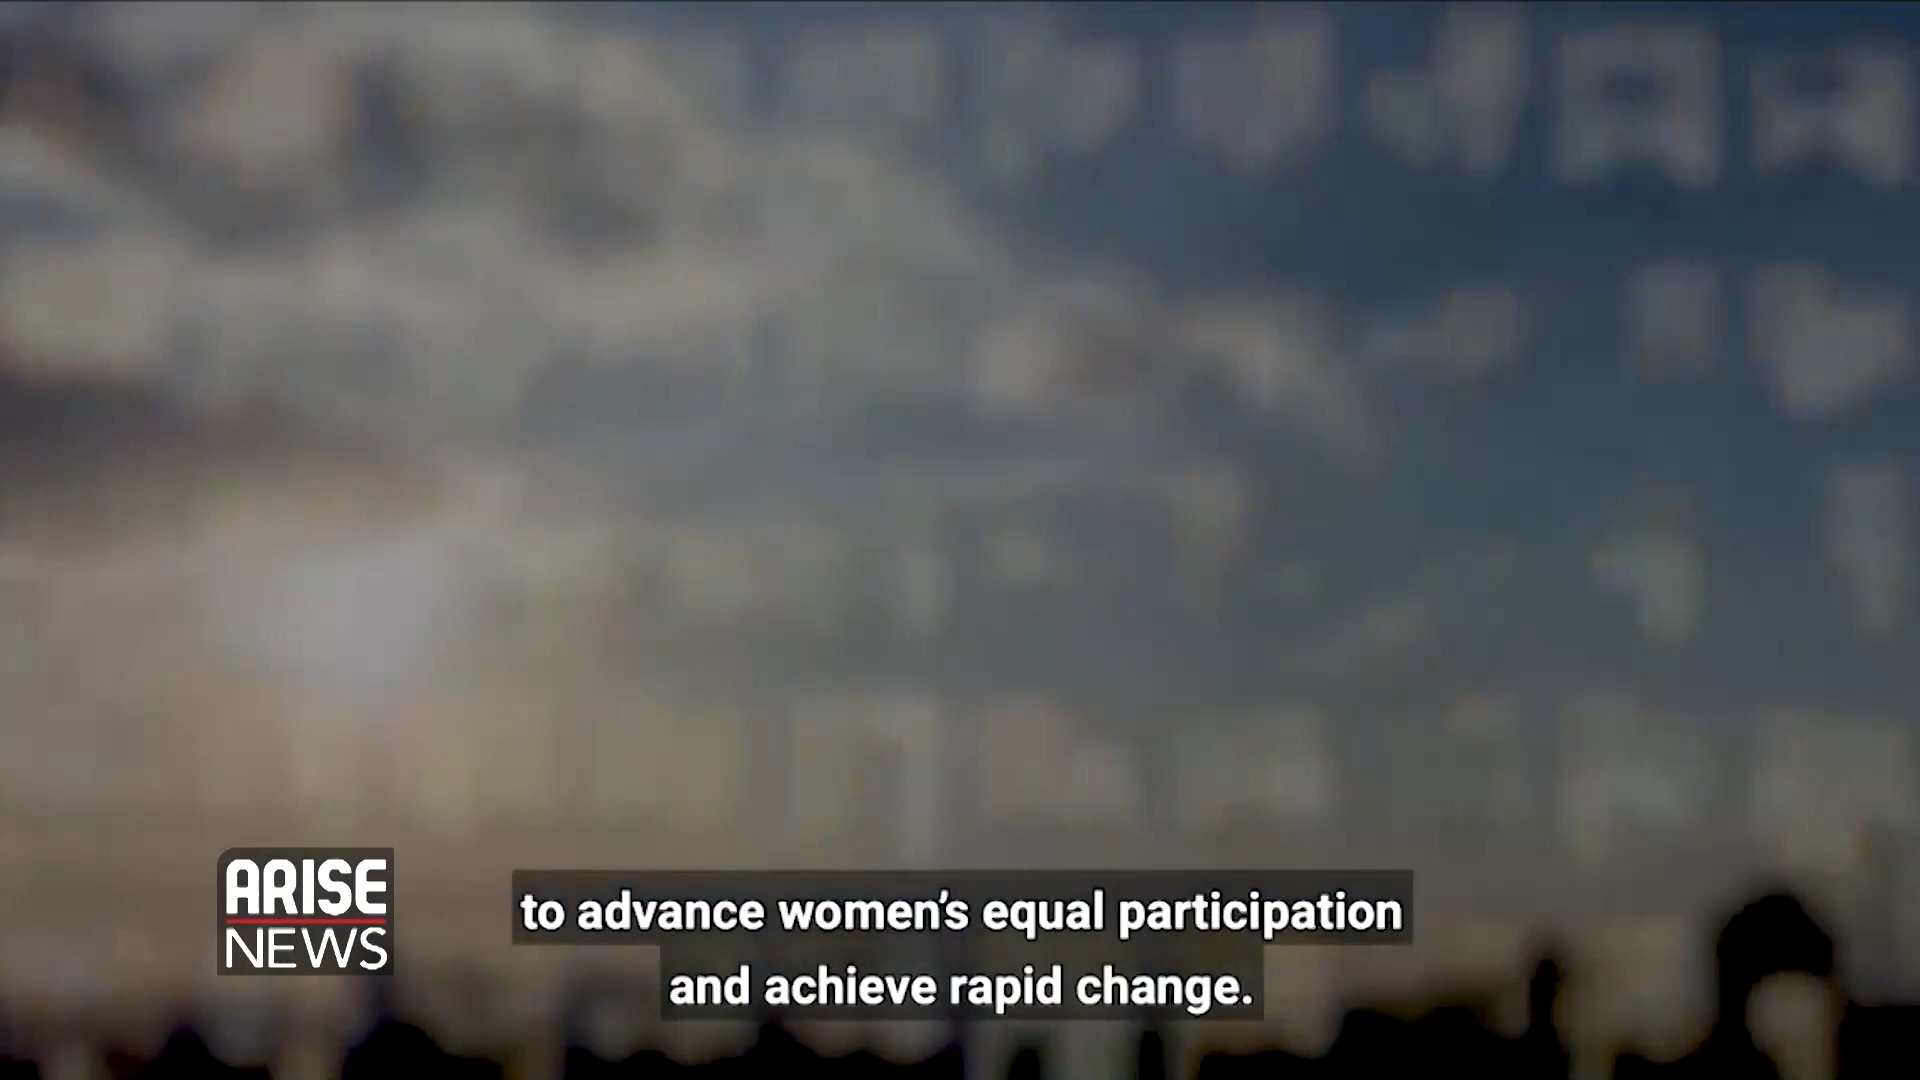 ARISE
NEWS
to advance women's equal participation
and achieve rapid change.